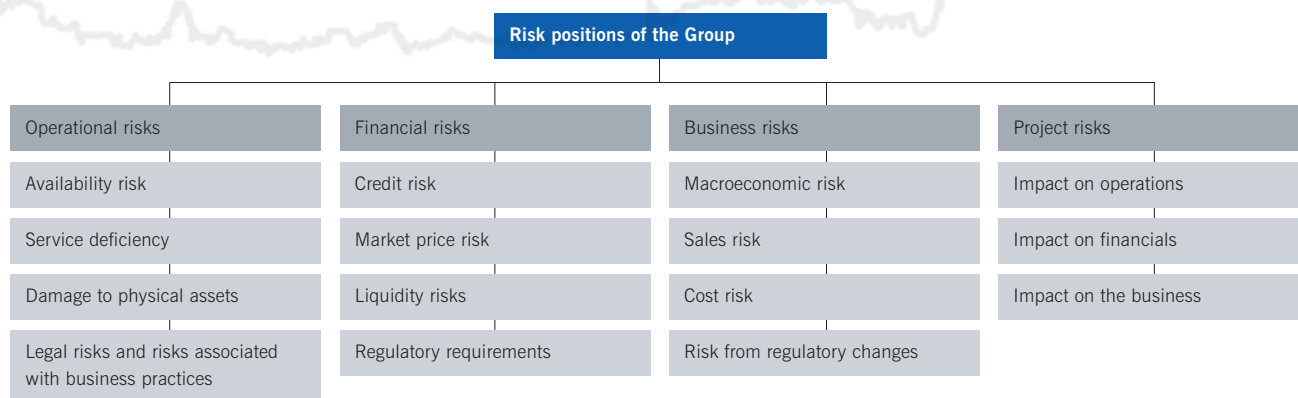 Risk positions of the Group
Operational risks
Availability risk
Service deficiency
Damage to physical assets
Legal risks and risks associated
with business practices
Financial risks
Credit risk
Market price risk
Liquidity risks
Regulatory requirements
Business risks
Macroeconomic risk
Sales risk
Cost risk
Risk from regulatory changes
Project risks
Impact on operations
Impact on financials
Impact on the business